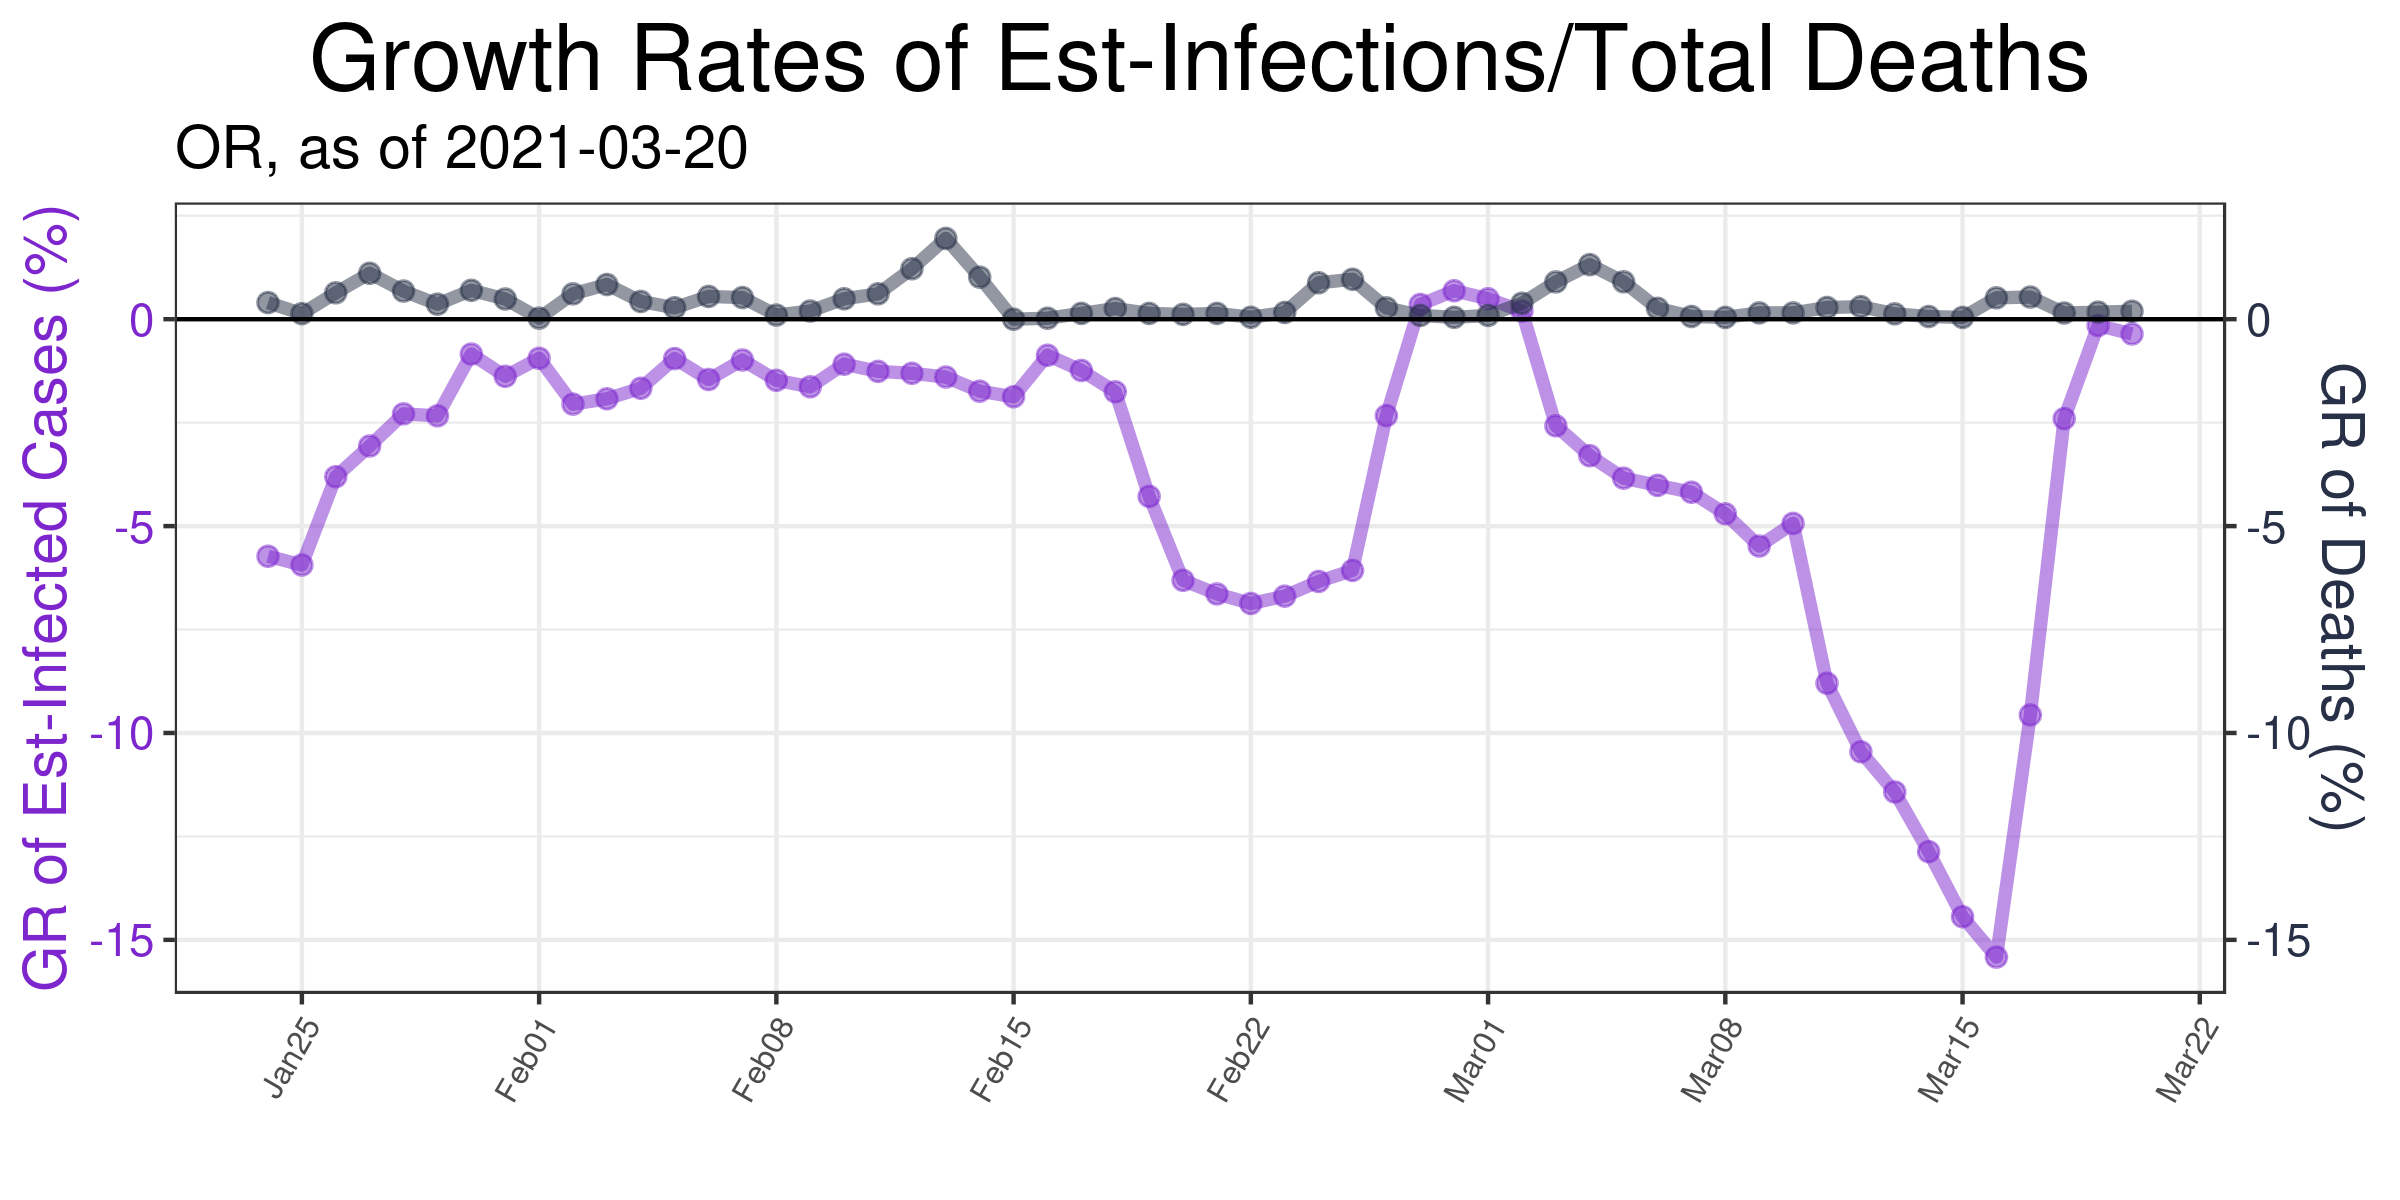 Growth Rates of Est-Infections/Total Deaths
OR, as of 2021-03-20
GR of Est-Infected Cases (%)
0
-5
-10
-15
0
-5
-10
-15
GR of Deaths (%)
Jan25
Feb01
Feb08
Feb15
Feb22
Mar01
Mar08
Mar15
Mar22